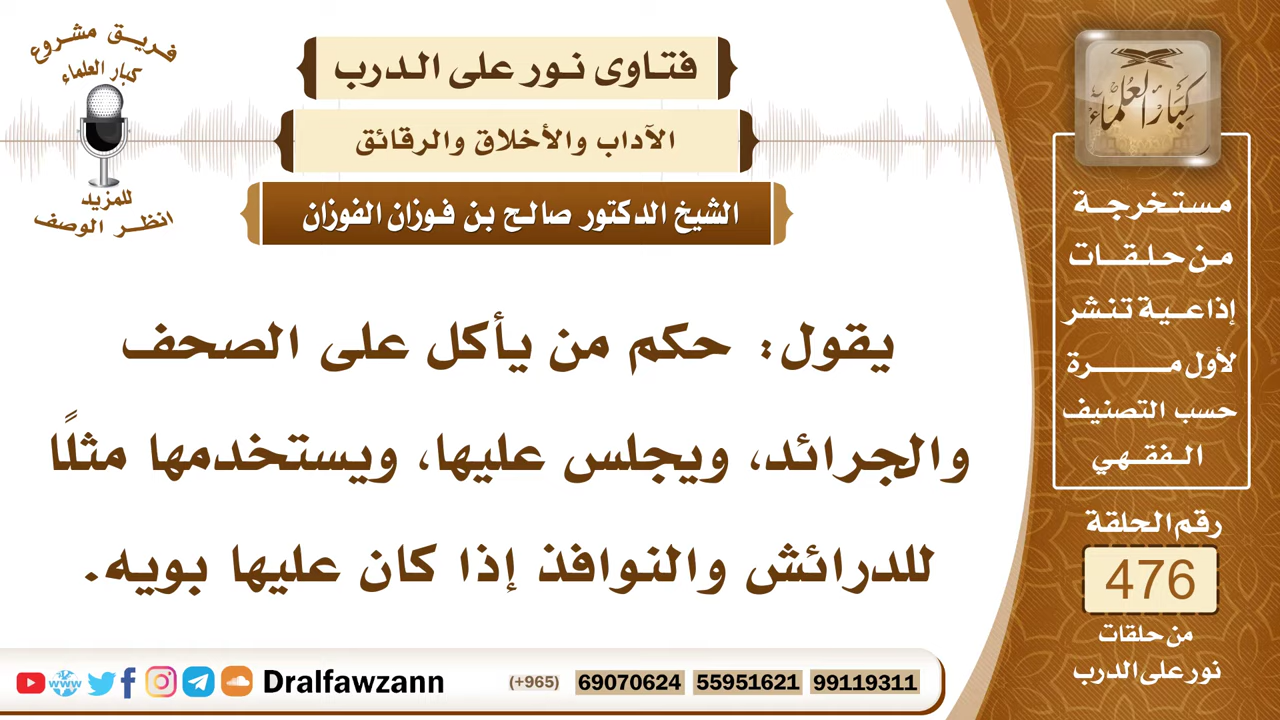 فريق مشروع
كبار العلماء
للمزيد
انظر الوصف
فتاوى نور على الدرب
الآداب والأخلاق والرقائق
الشيخ الدكتور صالح بن فوزان الفوزان
يقول: حكم من يأكل على الصحف
والجرائد، ويجلس عليها، ويستخدمها مثلًا
للدرائش والنوافذ إذا كان عليها بويه.
كبار العلماء
مستخرجة
من حلقات
إذاعية تنشر
لأول مرة
حسب التصنيف
الفقهي
رقم الحلقة
476
من حلقات
نور على الدرب
www Dralfawzann (+965) 69070624 55951621 99119311